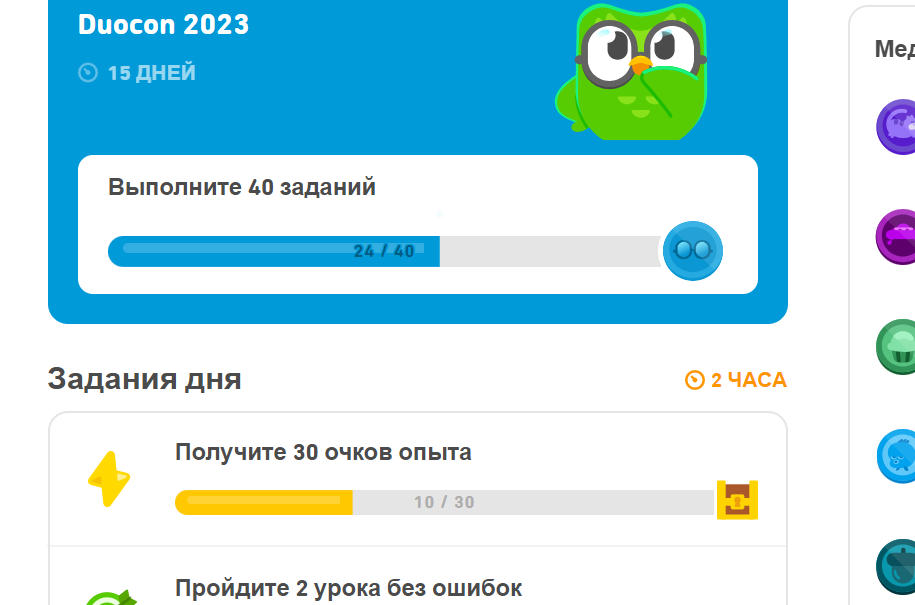 Duocon 2023
15 ДНЕЙ
Выполните 40 заданий
24 / 40
Мед
Задания дня
2 ЧАСА
Получите 30 очков опыта
10 / 30
Пройдите 2 урока без ошибок